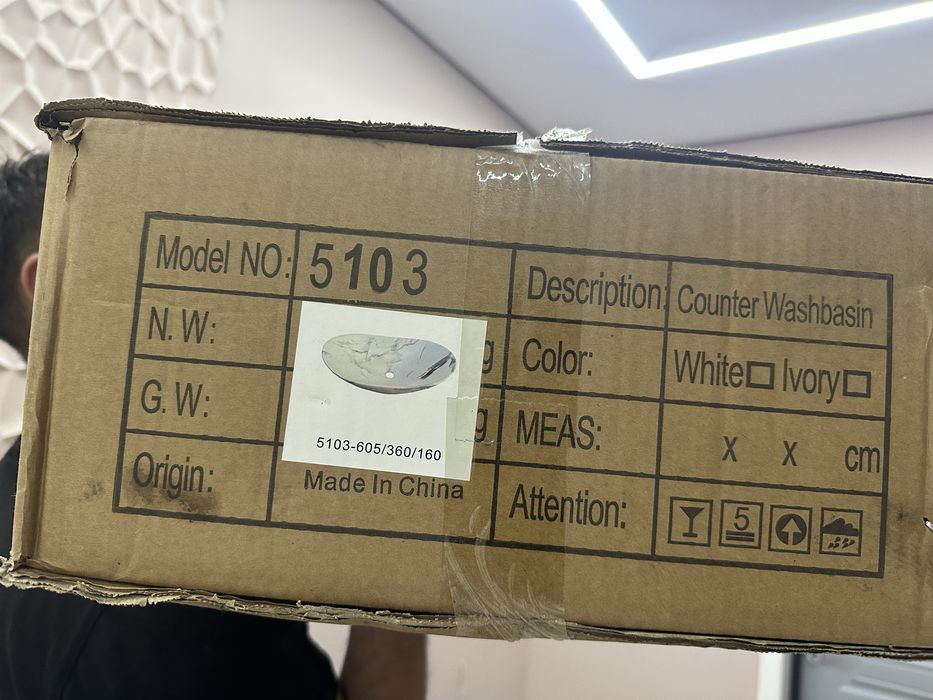 Model NO: 5103 Description: Counter Washbasin
N.W: g Color: White Ivory
G.W: g MEAS: X X cm
5103-605/360/160
Origin: Made In China Attention: 5